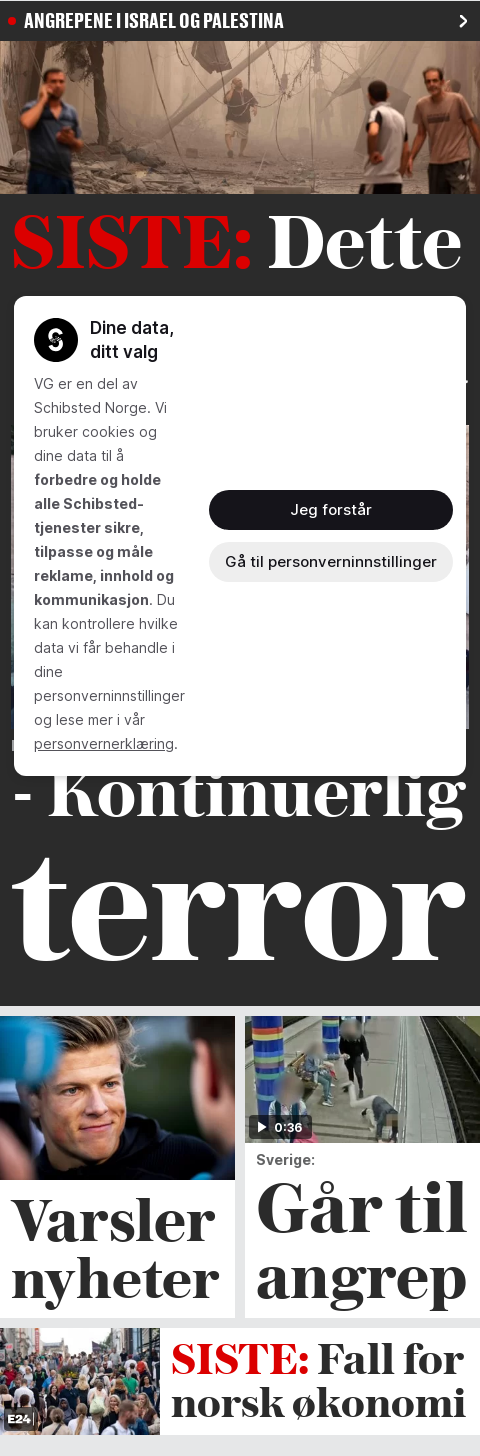 ANGREPENE I ISRAEL OG PALESTINA
SISTE: Dette
Dine data,
ditt valg
VG er en del av
Schibsted Norge. Vi
bruker cookies og
dine data til å
forbedre og holde
alle Schibsted-
tjenester sikre,
tilpasse og måle
reklame, innhold og
kommunikasjon. Du
kan kontrollere hvilke
data vi får behandle i
dine
personverninnstillinger
og lese mer i vår
personvernerklæring.
Jeg forstår
Gå til personverninnstillinger
- Kontinuerlig
terror
0:36
Varsler
nyheter
Sverige:
Går til
angrep
E24
SISTE: Fall for
norsk økonomi